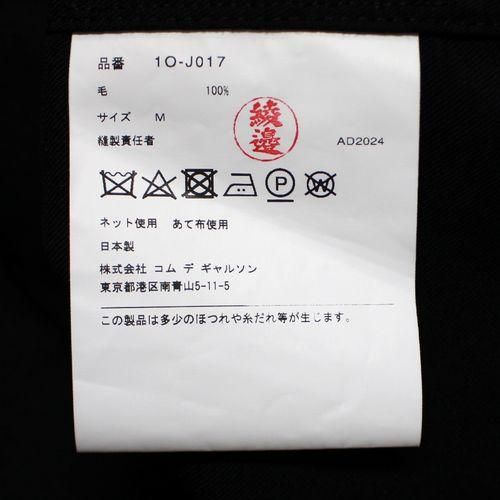 品番 1O-J017
毛 100%
サイズ M
縫製責任者 綾邉 AD2024
P W
ネット使用 あて布使用
日本製
株式会社 コム デ ギャルソン
東京都港区南青山5-11-5
この製品は多少のほつれや糸だれ等が生じます。